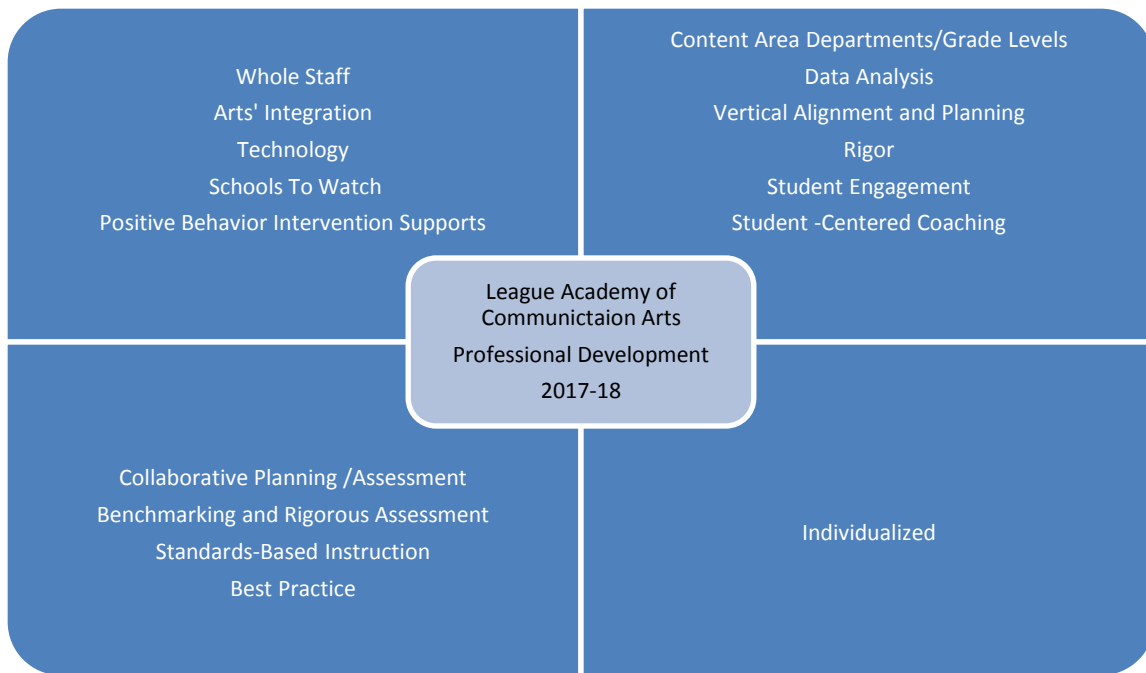 Whole Staff
Arts' Integration
Technology
Schools To Watch
Positive Behavior Intervention Supports
Content Area Departments/Grade Levels
Data Analysis
Vertical Alignment and Planning
Rigor
Student Engagement
Student -Centered Coaching
League Academy of
Communictaion Arts
Professional Development
2017-18
Collaborative Planning /Assessment
Benchmarking and Rigorous Assessment
Standards-Based Instruction
Best Practice
Individualized